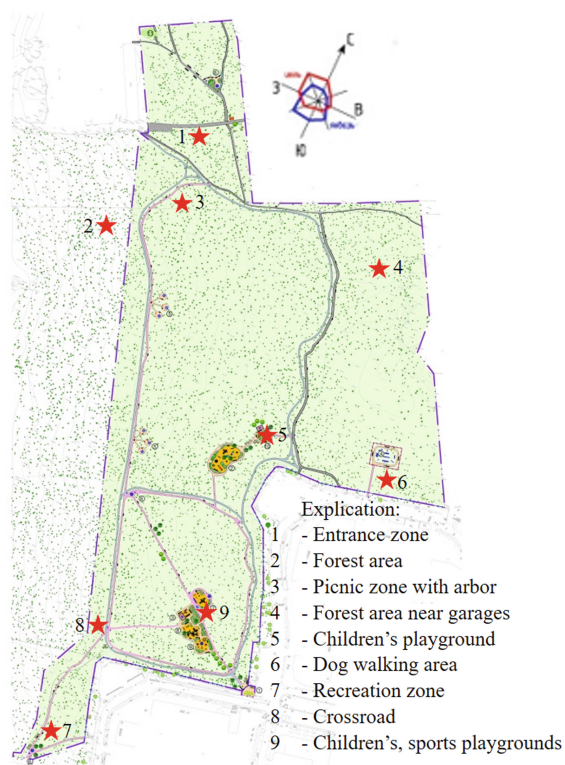 С
З
В
Ю
июль
январь
1
2
3
4
5
6
7
8
9
Explication:
1 - Entrance zone
2 - Forest area
3 - Picnic zone with arbor
4 - Forest area near garages
5 - Children's playground
6 - Dog walking area
7 - Recreation zone
8 - Crossroad
9 - Children's, sports playgrounds